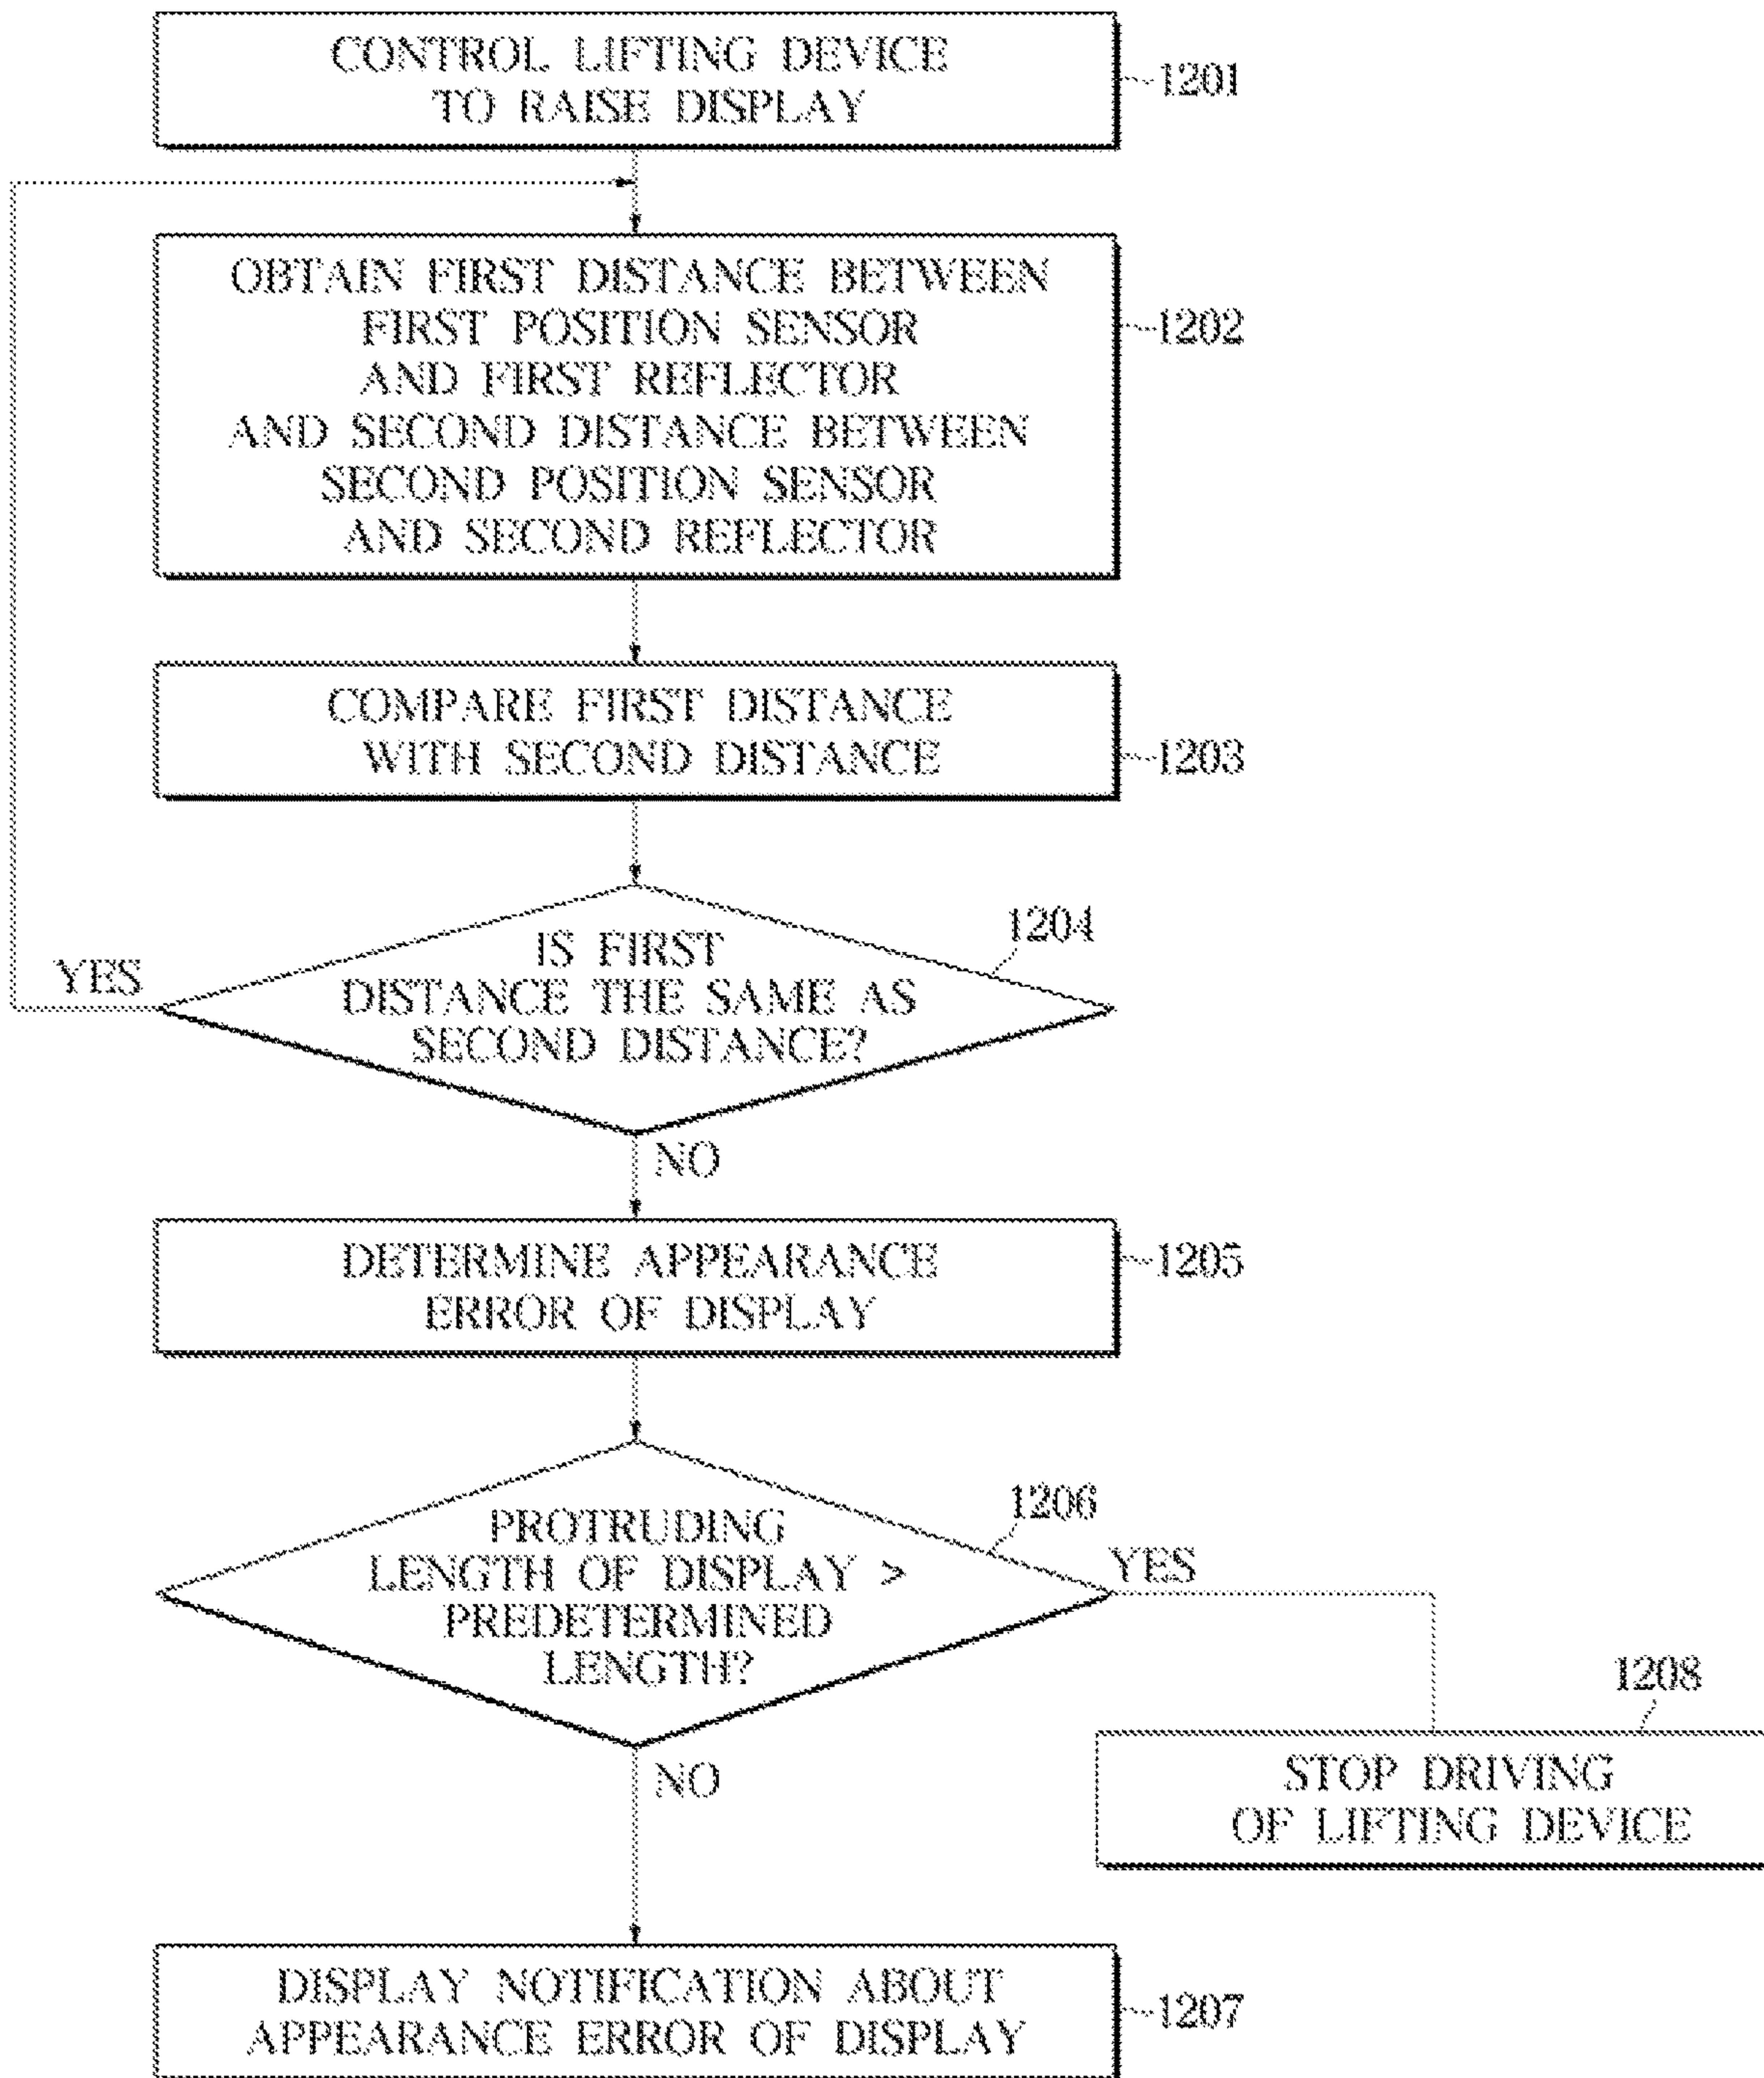 CONTROL LIFTING DEVICE
TO RAISE DISPLAY
1201
OBTAIN FIRST DISTANCE BETWEEN
FIRST POSITION SENSOR
AND FIRST REFLECTOR
AND SECOND DISTANCE BETWEEN
SECOND POSITION SENSOR
AND SECOND REFLECTOR
1202
COMPARE FIRST DISTANCE
WITH SECOND DISTANCE
1203
1204
IS FIRST
DISTANCE THE SAME AS
SECOND DISTANCE?
YES
NO
DETERMINE APPEARANCE
ERROR OF DISPLAY
1205
1206
PROTRUDING
LENGTH OF DISPLAY >
PREDETERMINED
LENGTH?
YES
NO
1208
STOP DRIVING
OF LIFTING DEVICE
DISPLAY NOTIFICATION ABOUT
APPEARANCE ERROR OF DISPLAY
1207